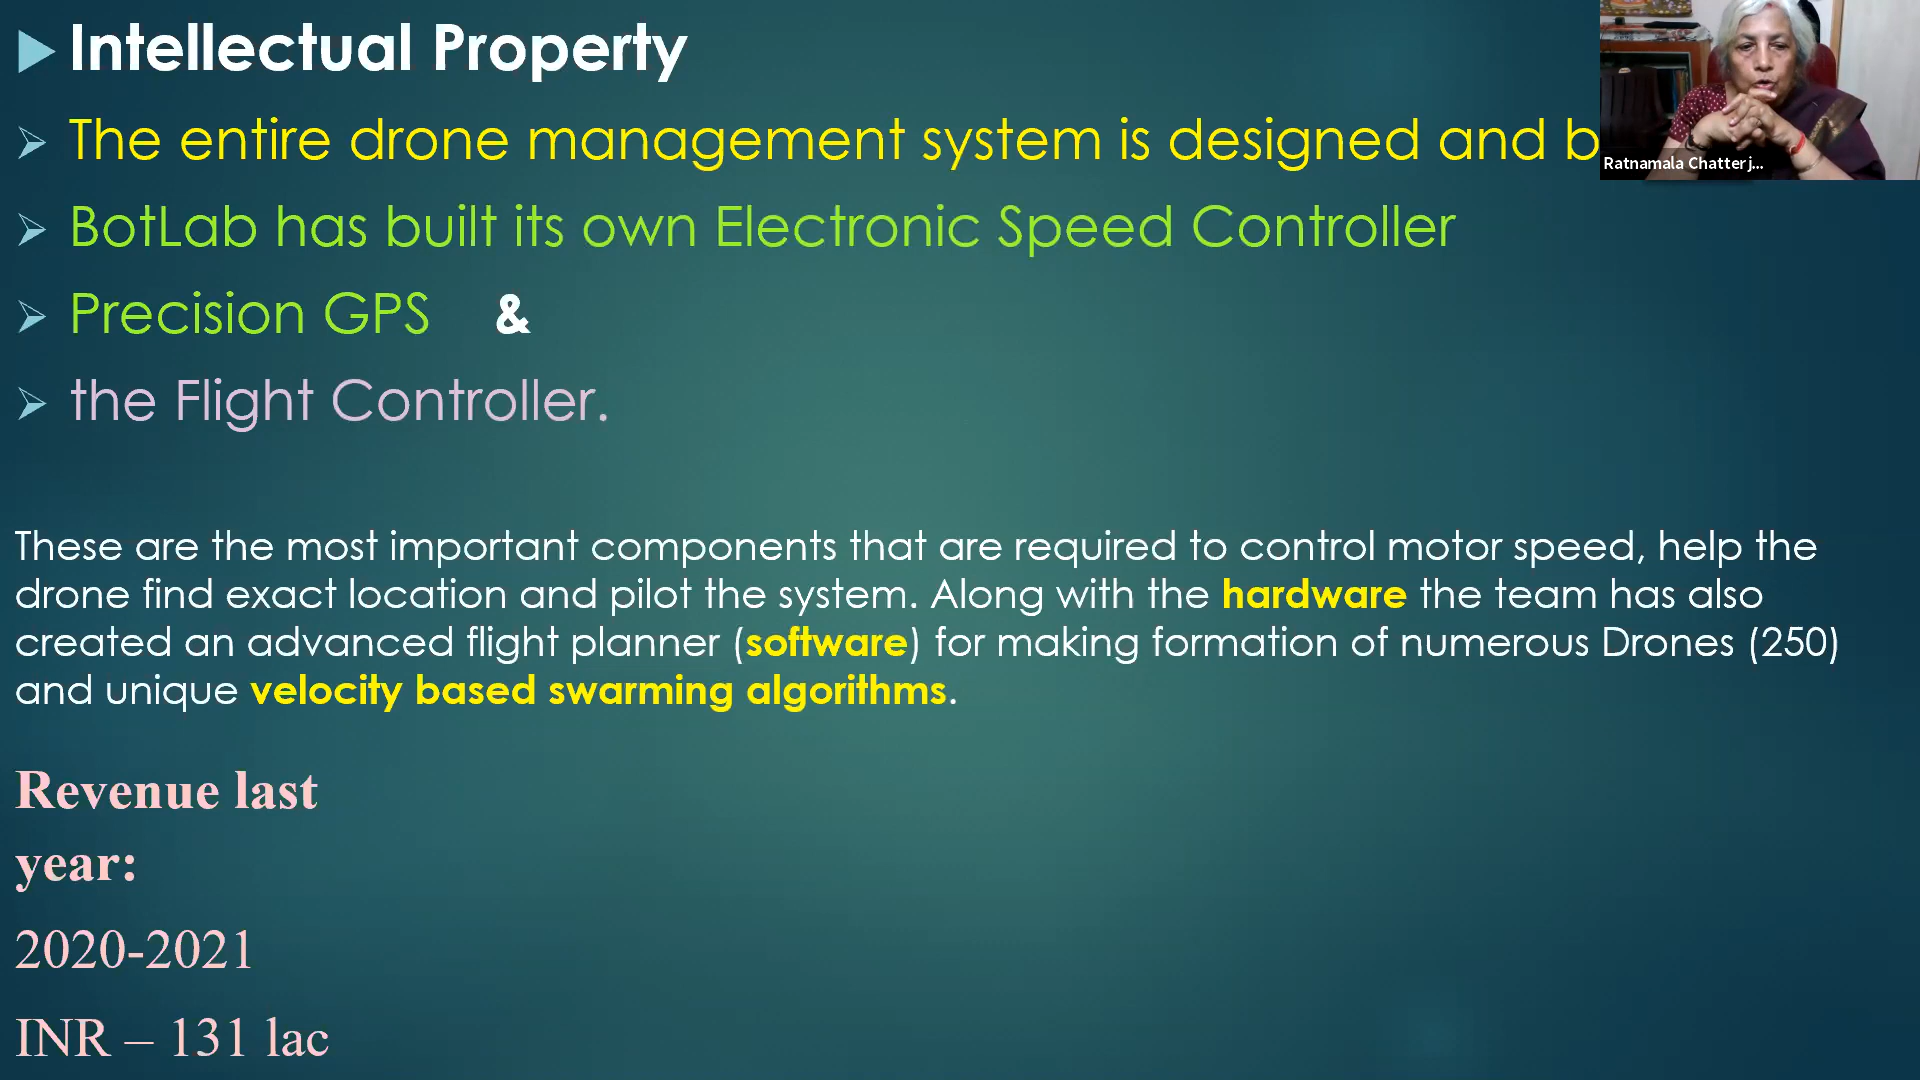 Intellectual Property
The entire drone management system is designed and
BotLab has built its own Electronic Speed Controller
Precision GPS &
the Flight Controller.
These are the most important components that are required to control motor speed, help the
drone find exact location and pilot the system. Along with the hardware the team has also
created an advanced flight planner (software) for making formation of numerous Drones (250)
and unique velocity based swarming algorithms.
Revenue last
year:
2020-2021
INR – 131 lac
Ratnamala Chatterj...